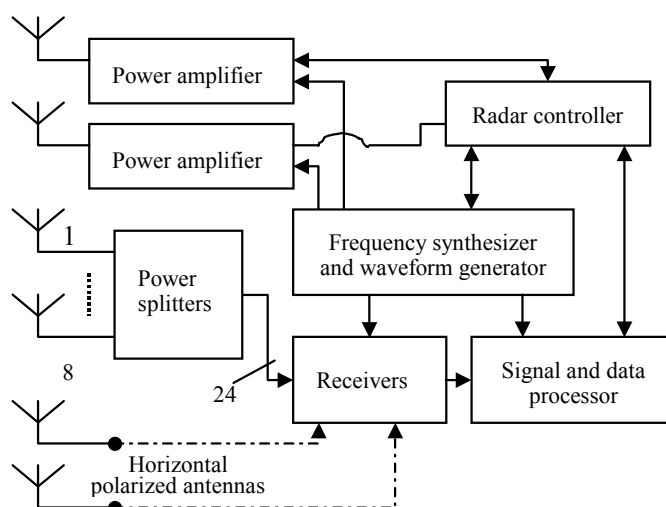 Power amplifier
Radar controller
Power amplifier
1
Frequency synthesizer
and waveform generator
Power
splitters
8
24
Receivers
Signal and data
processor
Horizontal
polarized antennas